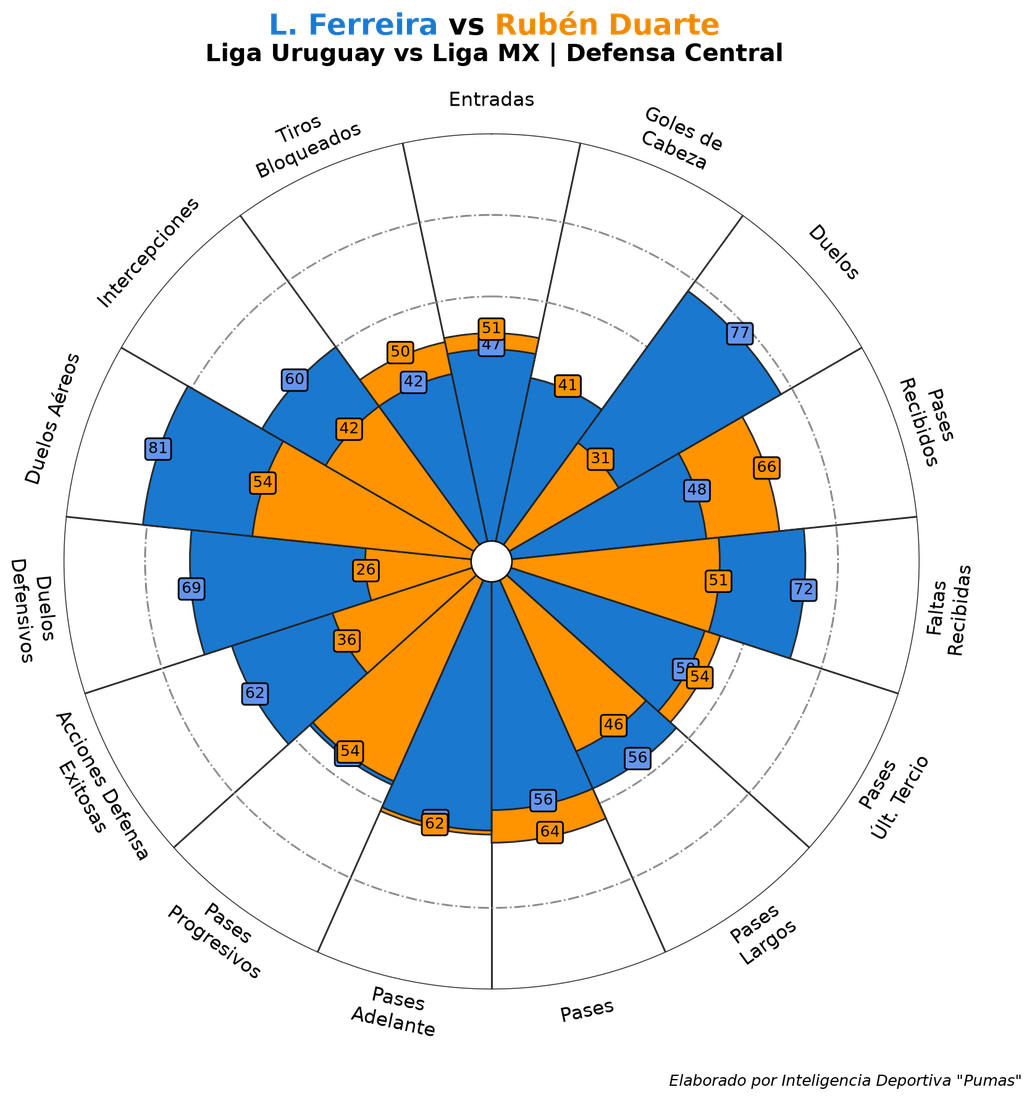 L. Ferreira vs Rubén Duarte
Liga Uruguay vs Liga MX | Defensa Central
Entradas
Goles de
Cabeza
Duelos
Pases
Recibidos
Faltas
Recibidas
Pases
Últ. Tercio
Pases
Largos
Pases
Pases
Adelante
Pases
Progresivos
Acciones Defensa
Exitosas
Duelos
Defensivos
Duelos Aéreos
Intercepciones
Tiros
Bloqueados
51
47
41
77
31
66
48
72
51
54
46
56
56
64
62
54
62
36
69
26
81
54
60
42
50
42
Elaborado por Inteligencia Deportiva "Pumas"